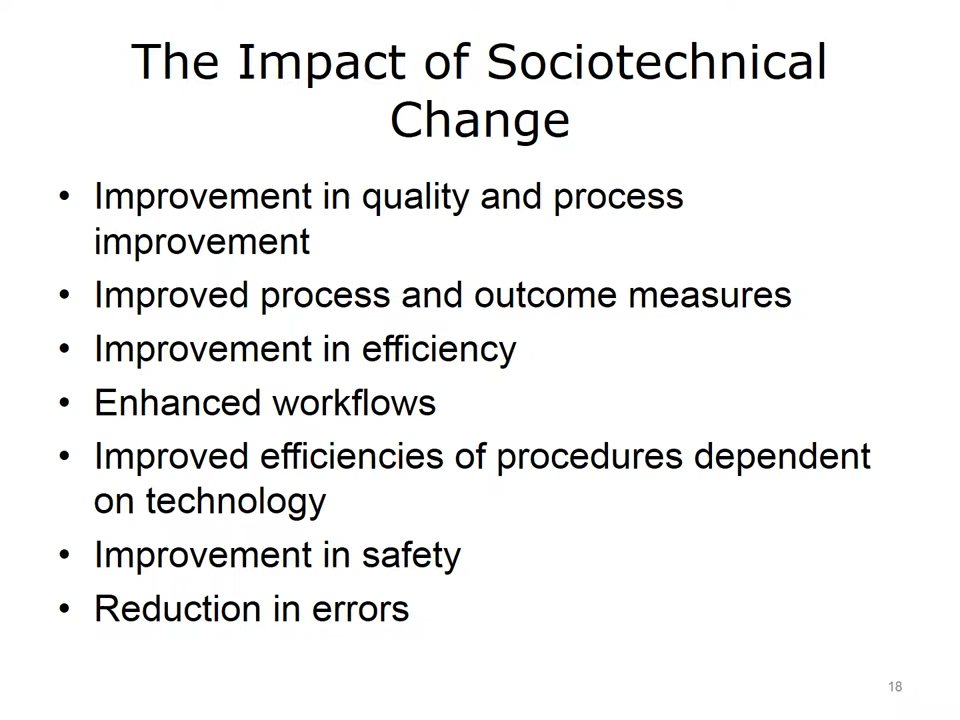 The Impact of Sociotechnical
Change
• Improvement in quality and process
improvement
• Improved process and outcome measures
• Improvement in efficiency
• Enhanced workflows
• Improved efficiencies of procedures dependent
on technology
• Improvement in safety
• Reduction in errors
18